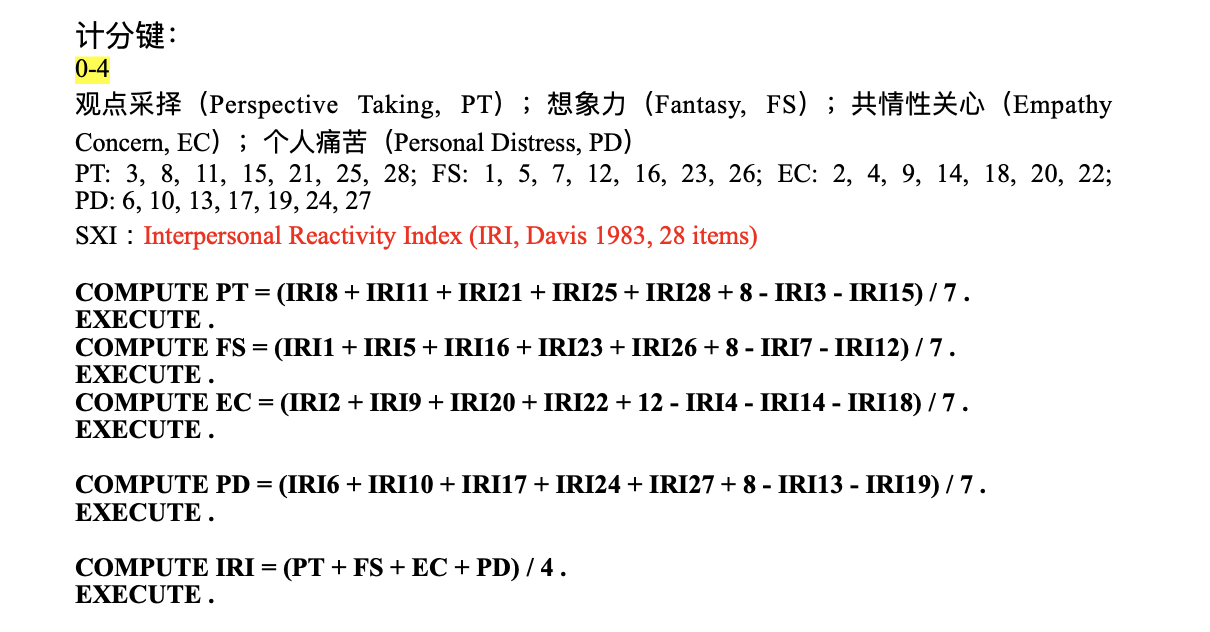 计分键：
0-4
观点采择（Perspective Taking, PT）；想象力（Fantasy, FS）；共情性关心（Empathy
Concern, EC）；个人痛苦（Personal Distress, PD）
PT: 3, 8, 11, 15, 21, 25, 28; FS: 1, 5, 7, 12, 16, 23, 26; EC: 2, 4, 9, 14, 18, 20, 22;
PD: 6, 10, 13, 17, 19, 24, 27
SXI：Interpersonal Reactivity Index (IRI, Davis 1983, 28 items)
COMPUTE PT = (IRI8 + IRI11 + IRI21 + IRI25 + IRI28 + 8 - IRI3 - IRI15) / 7 .
EXECUTE .
COMPUTE FS = (IRI1 + IRI5 + IRI16 + IRI23 + IRI26 + 8 - IRI7 - IRI12) / 7 .
EXECUTE .
COMPUTE EC = (IRI2 + IRI9 + IRI20 + IRI22 + 12 - IRI4 - IRI14 - IRI18) / 7 .
EXECUTE .
COMPUTE PD = (IRI6 + IRI10 + IRI17 + IRI24 + IRI27 + 8 - IRI13 - IRI19) / 7 .
EXECUTE .
COMPUTE IRI = (PT + FS + EC + PD) / 4 .
EXECUTE .